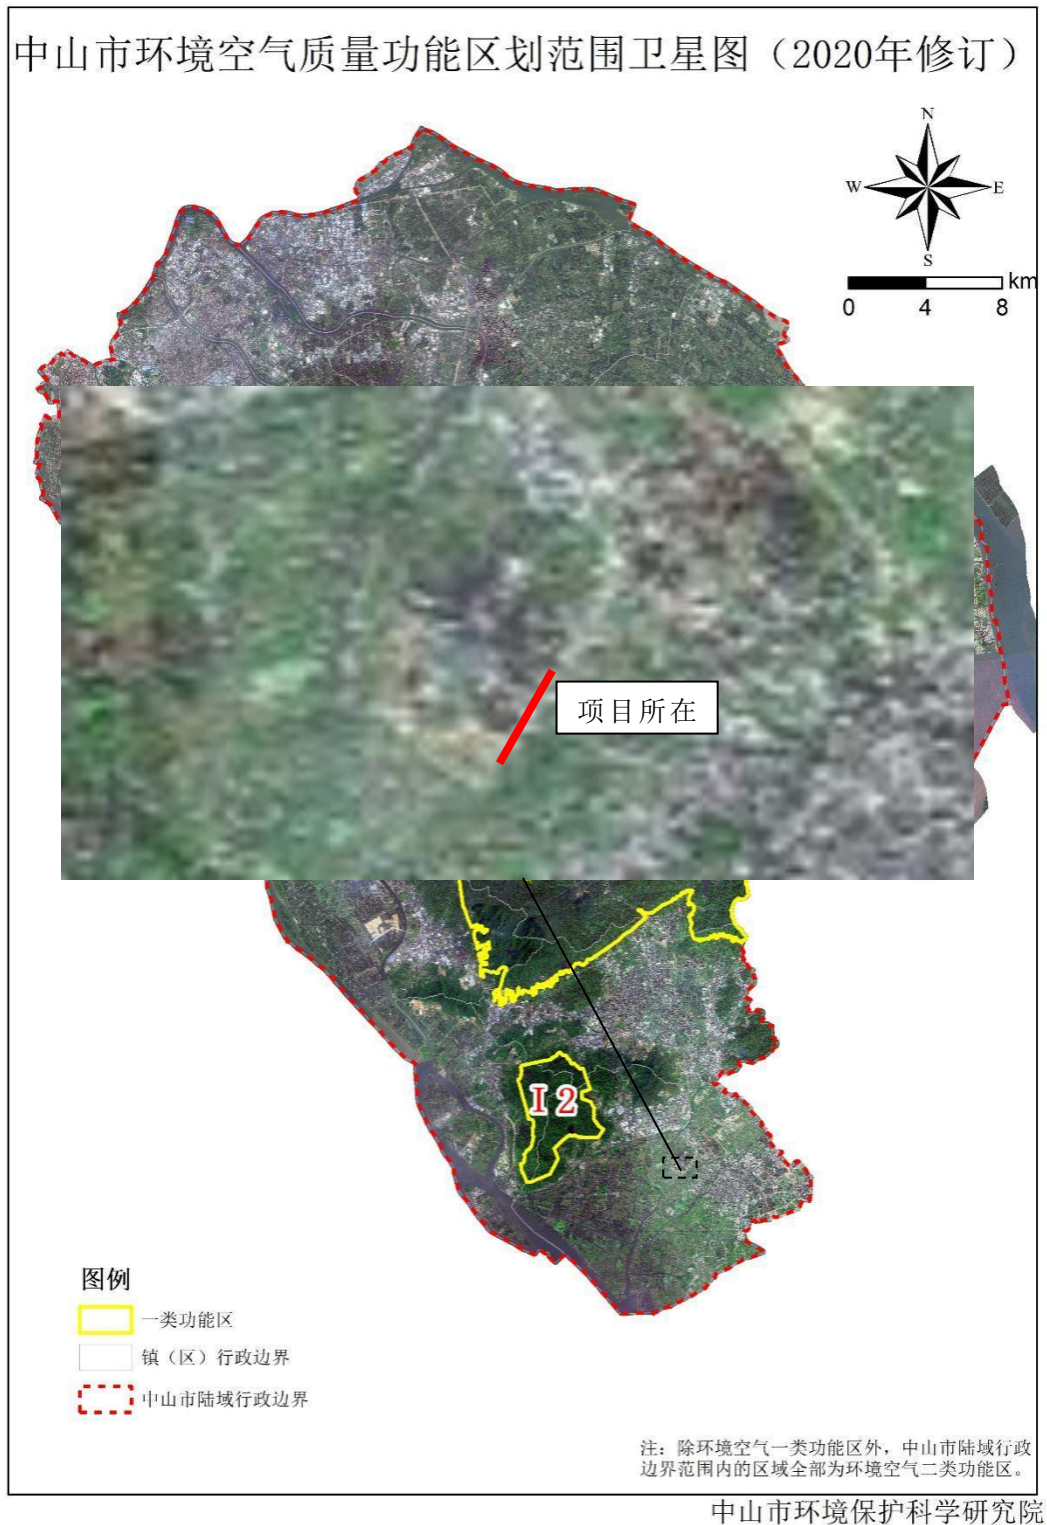 中山市环境空气质量功能区划范围卫星图（2020年修订）
N
W
E
S
km
0 4 8
项目所在
I 2
图例
一类功能区
镇（区）行政边界
中山市陆域行政边界
注：除环境空气一类功能区外，中山市陆域行政
边界范围内的区域全部为环境空气二类功能区。
中山市环境保护科学研究院